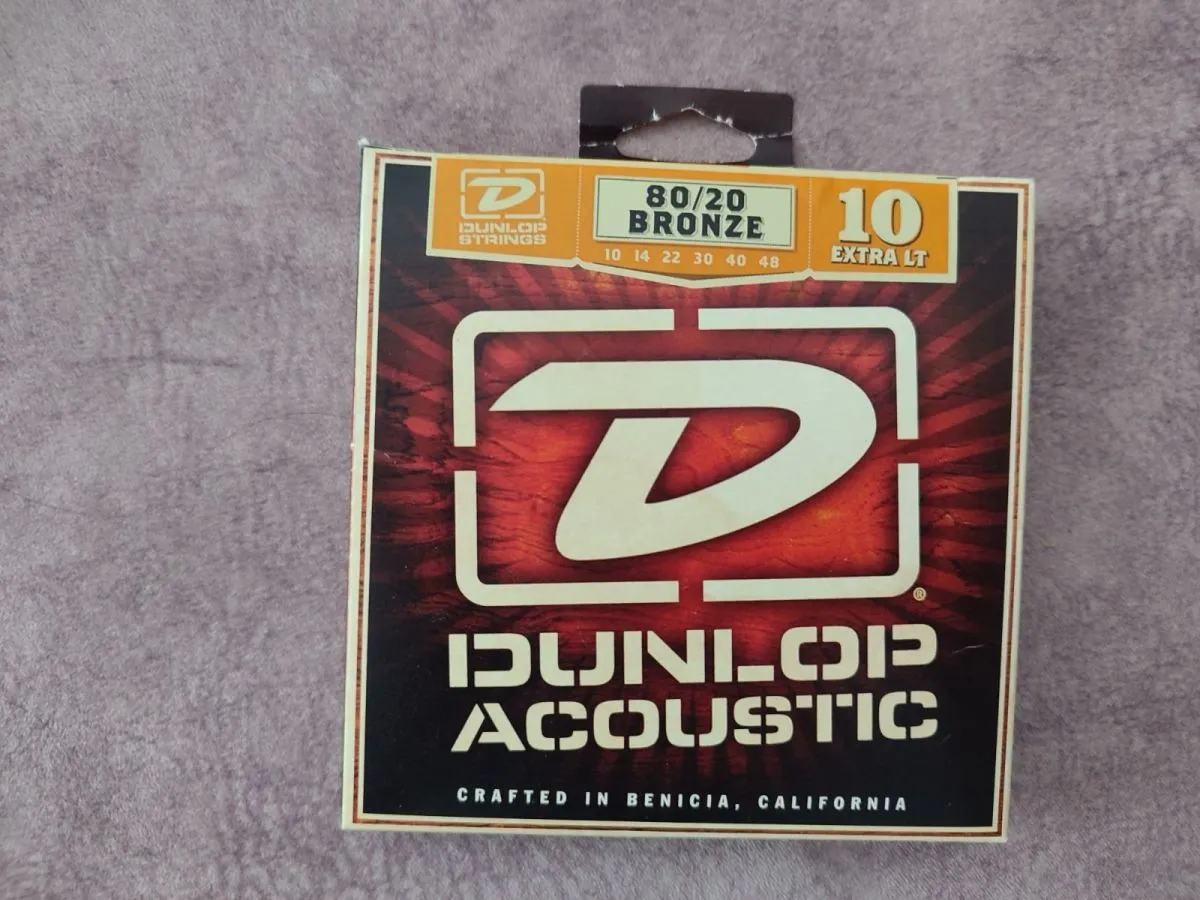 DUNLOP
STRINGS
80/20
BRONZE
10 14 22 30 40 48
10
EXTRA LT
D
®
DUNLOP
ACOUSTIC
CRAFTED IN BENICIA, CALIFORNIA